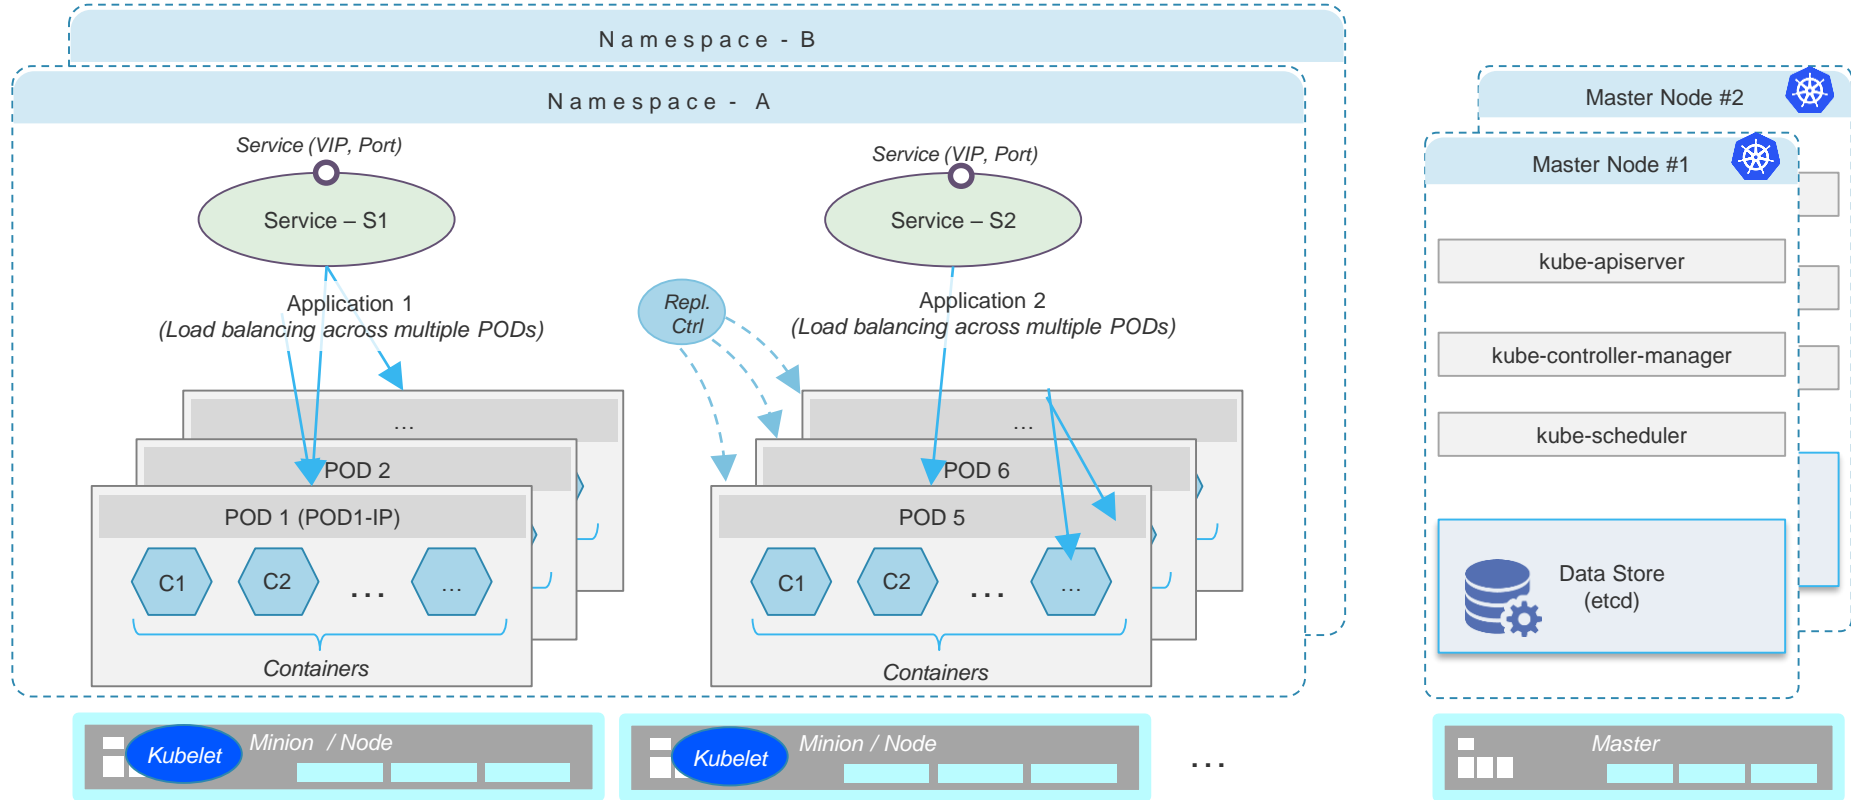 Namespace - B
Namespace - A
Service (VIP, Port)
Service – S1
Application 1
(Load balancing across multiple PODs)
...
POD 2
POD 1 (POD1-IP)
C1
C2
...
...
Containers
Service (VIP, Port)
Service – S2
Repl.
Ctrl
Application 2
(Load balancing across multiple PODs)
...
POD 6
POD 5
C1
C2
...
...
Containers
Kubelet
Minion / Node
Kubelet
Minion / Node
...
Master Node #2
Master Node #1
kube-apiserver
kube-controller-manager
kube-scheduler
Data Store
(etcd)
Master